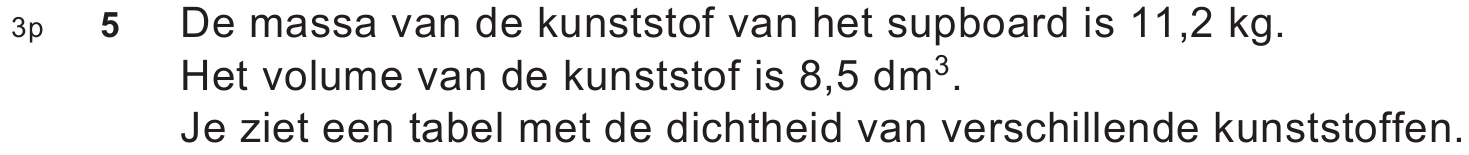 3p 5 De massa van de kunststof van het supboard is 11,2 kg.
Het volume van de kunststof is 8,5 dm³.
Je ziet een tabel met de dichtheid van verschillende kunststoffen.